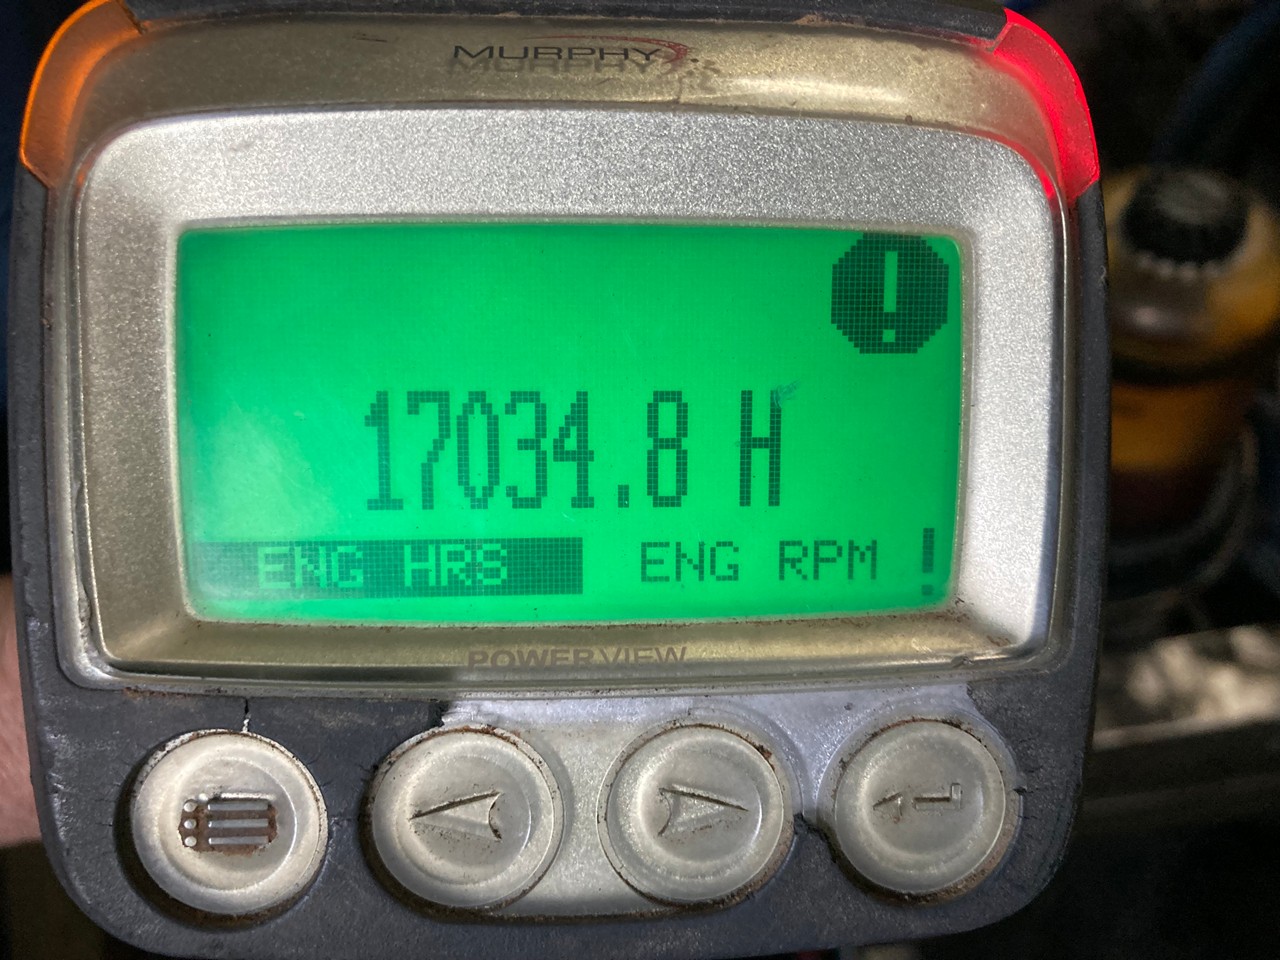 MURPHY
!
17034.8 H
ENG HRS ENG RPM !
POWERVIEW